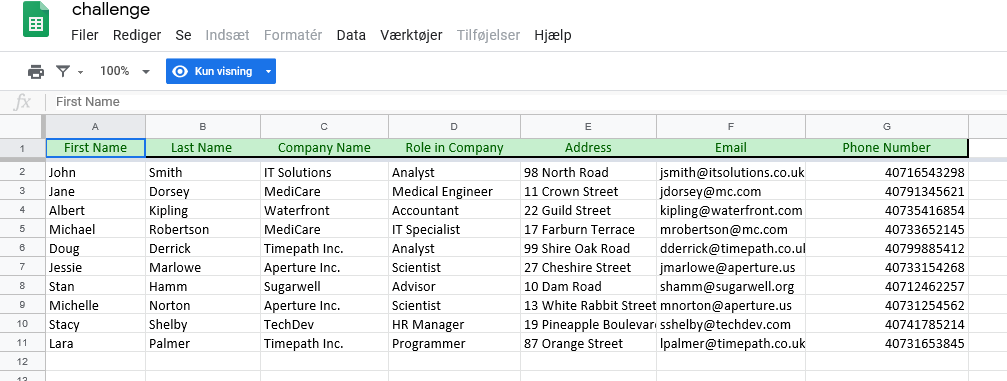 challenge
Filer Rediger Se Indsæt Formatér Data Værktøjer Tilføjelser Hjælp
100% Kun visning
fx First Name
A B C D E F G
1 First Name Last Name Company Name Role in Company Address Email Phone Number
2 John Smith IT Solutions Analyst 98 North Road jsmith@itsolutions.co.uk 40716543298
3 Jane Dorsey MediCare Medical Engineer 11 Crown Street jdorsey@mc.com 40791345621
4 Albert Kipling Waterfront Accountant 22 Guild Street kipling@waterfront.com 40735416854
5 Michael Robertson MediCare IT Specialist 17 Farburn Terrace mrobertson@mc.com 40733652145
6 Doug Derrick Timepath Inc. Analyst 99 Shire Oak Road dderrick@timepath.co.ul 40799885412
7 Jessie Marlowe Aperture Inc. Scientist 27 Cheshire Street jmarlowe@aperture.us 40733154268
8 Stan Hamm Sugarwell Advisor 10 Dam Road shamm@sugarwell.org 40712462257
9 Michelle Norton Aperture Inc. Scientist 13 White Rabbit Street mnorton@aperture.us 40731254562
10 Stacy Shelby TechDev HR Manager 19 Pineapple Boulevar sshelby@techdev.com 40741785214
11 Lara Palmer Timepath Inc. Programmer 87 Orange Street lpalmer@timepath.co.uk 40731653845
12
13